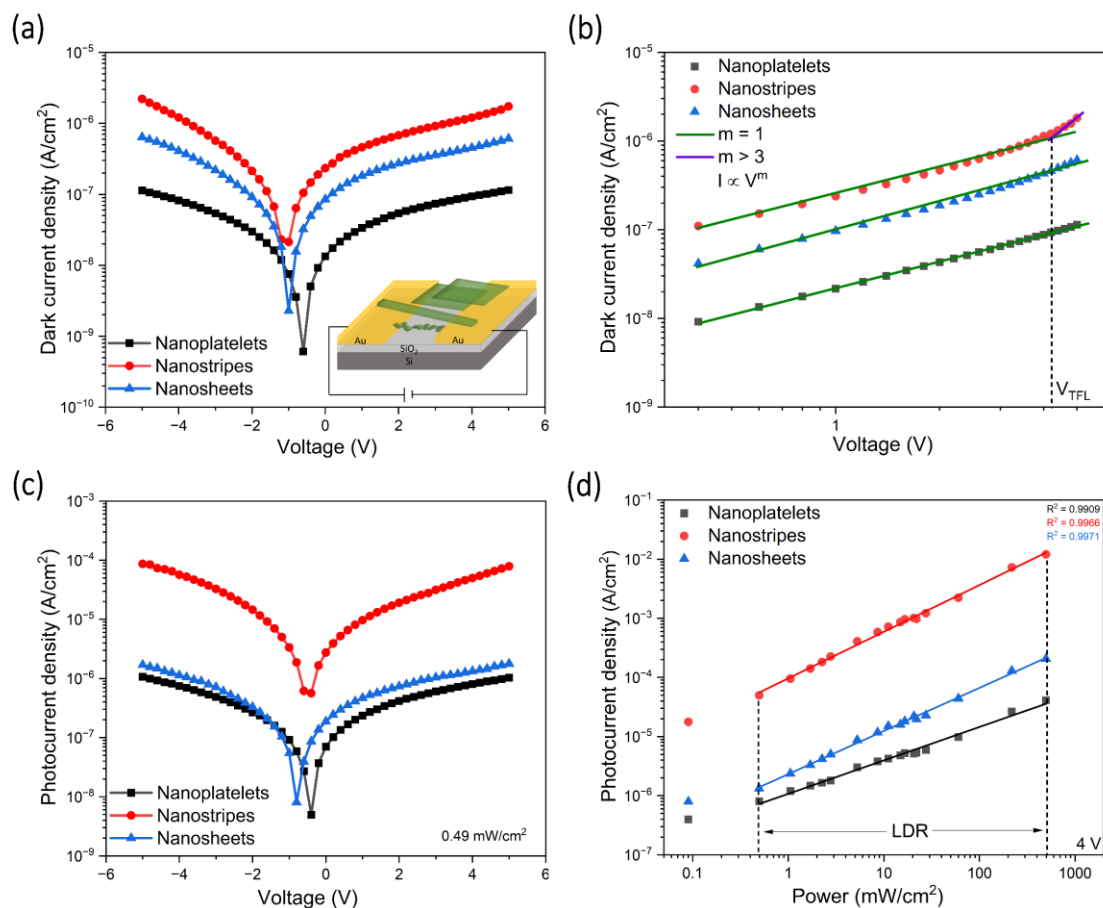 (a)
Dark current density (A/cm²)
10⁻⁵
10⁻⁶
10⁻⁷
10⁻⁸
10⁻⁹
10⁻¹⁰
Nanoplatelets
Nanostripes
Nanosheets
Au
SiO₂
Au
Si
−6 −4 −2 0 2 4 6
Voltage (V)
(b)
Dark current density (A/cm²)
10⁻⁵
10⁻⁶
10⁻⁷
10⁻⁸
10⁻⁹
Nanoplatelets
Nanostripes
Nanosheets
m = 1
m > 3
I ∝ Vᵐ
V_TFL
1
Voltage (V)
(c)
Photocurrent density (A/cm²)
10⁻³
10⁻⁴
10⁻⁵
10⁻⁶
10⁻⁷
10⁻⁸
10⁻⁹
Nanoplatelets
Nanostripes
Nanosheets
0.49 mW/cm²
−6 −4 −2 0 2 4 6
Voltage (V)
(d)
Photocurrent density (A/cm²)
10⁻¹
10⁻²
10⁻³
10⁻⁴
10⁻⁵
10⁻⁶
10⁻⁷
Nanoplatelets
Nanostripes
Nanosheets
R² = 0.9909
R² = 0.9966
R² = 0.9971
LDR
4 V
0.1 1 10 100 1000
Power (mW/cm²)